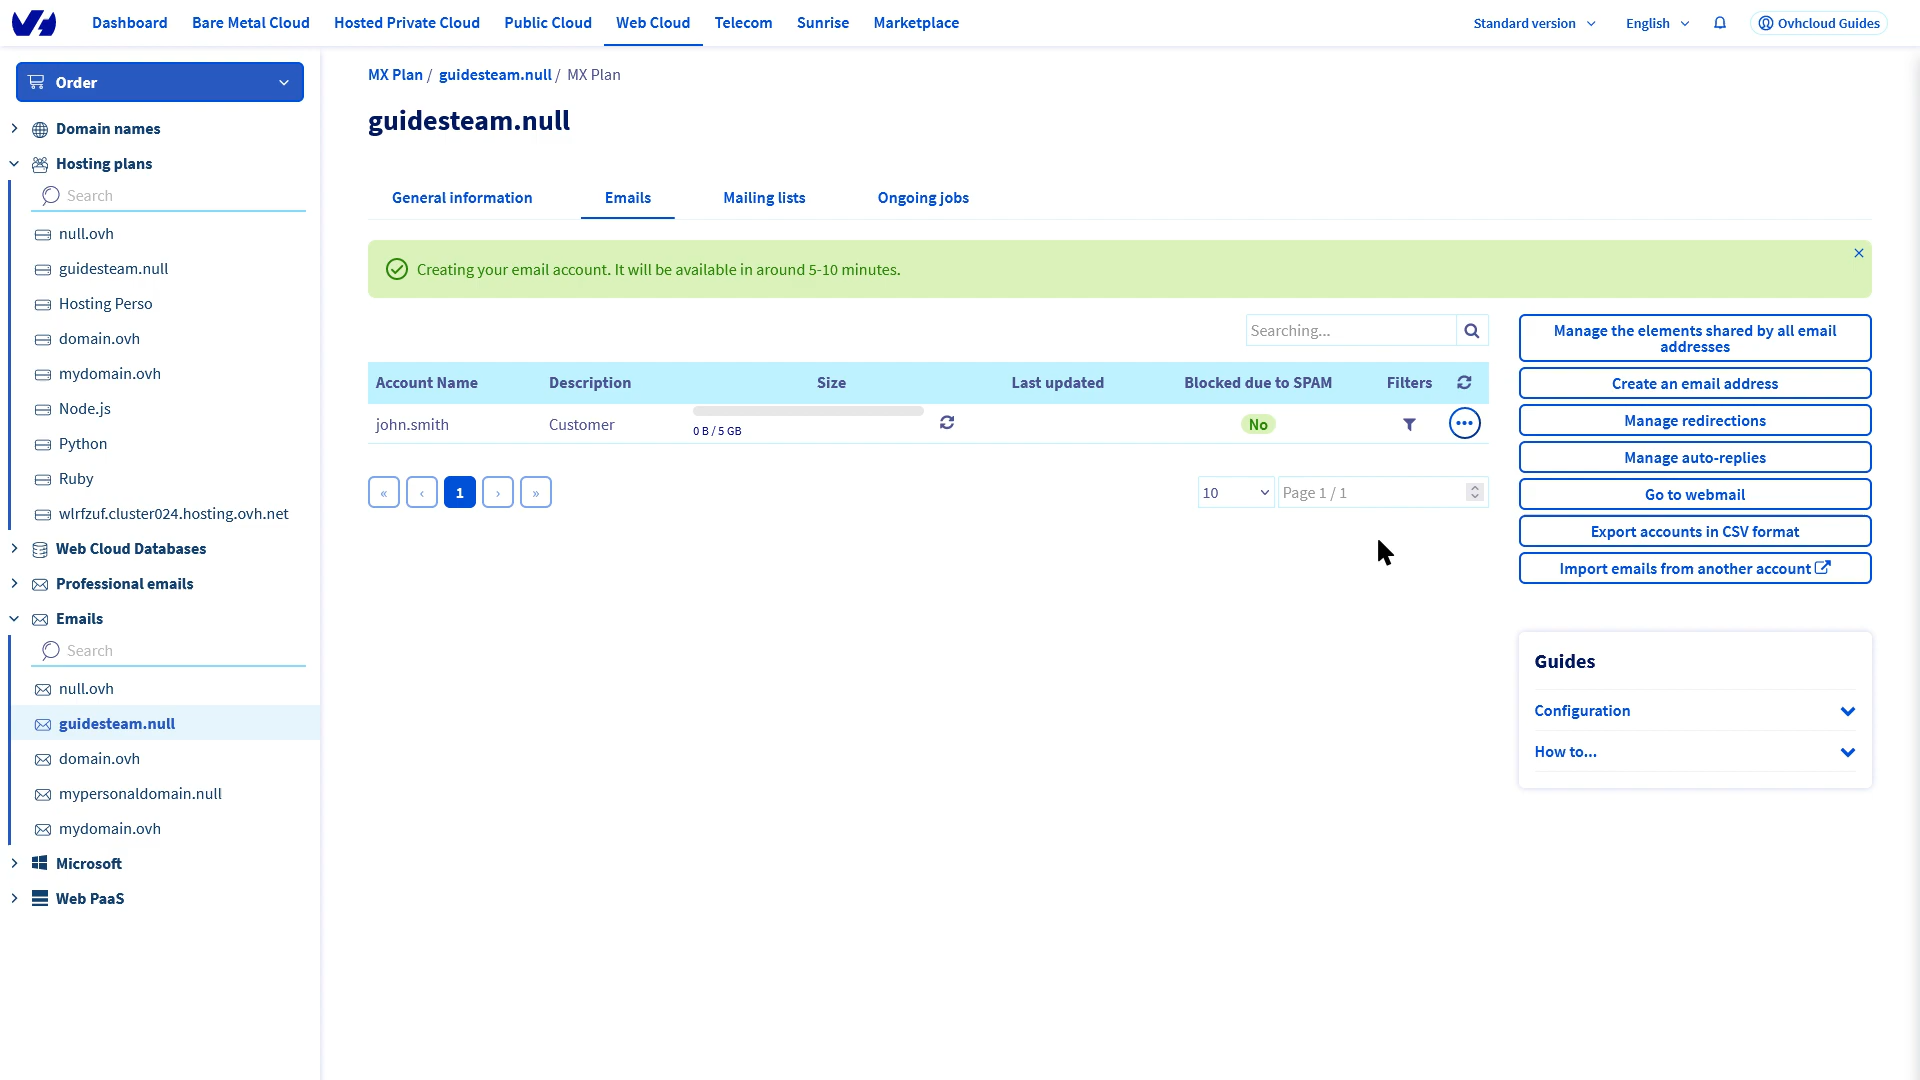 Dashboard Bare Metal Cloud Hosted Private Cloud Public Cloud Web Cloud Telecom Sunrise Marketplace Standard version English Ovhcloud Guides
Order
Domain names
Hosting plans
Search
null.ovh
guidesteam.null
Hosting Perso
domain.ovh
mydomain.ovh
Node.js
Python
Ruby
wlrfzuf.cluster024.hosting.ovh.net
Web Cloud Databases
Professional emails
Emails
Search
null.ovh
guidesteam.null
domain.ovh
mypersonaldomain.null
mydomain.ovh
Microsoft
Web PaaS
MX Plan / guidesteam.null / MX Plan
guidesteam.null
General information Emails Mailing lists Ongoing jobs
Creating your email account. It will be available in around 5-10 minutes.
Searching...
Account Name Description Size Last updated Blocked due to SPAM Filters
john.smith Customer 0 B / 5 GB No
« ‹ 1 › » 10 Page 1 / 1
Manage the elements shared by all email
addresses
Create an email address
Manage redirections
Manage auto-replies
Go to webmail
Export accounts in CSV format
Import emails from another account
Guides
Configuration
How to...